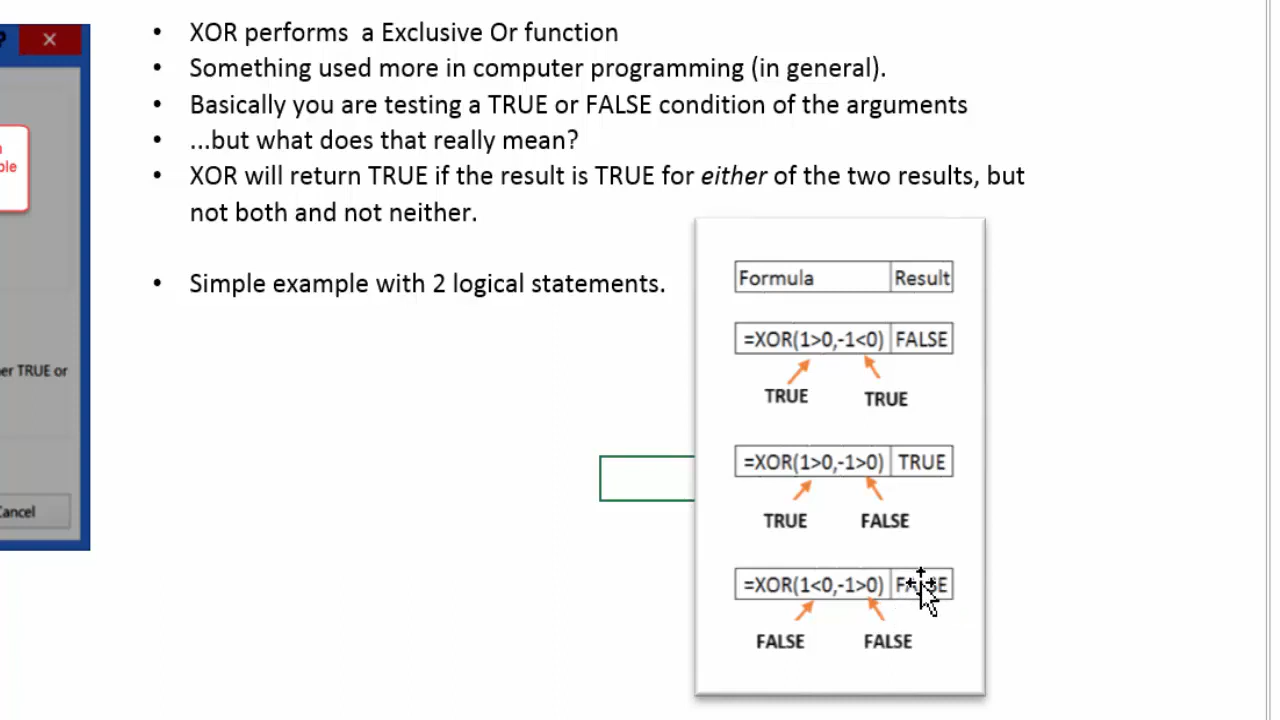 • XOR performs  a Exclusive Or function
• Something used more in computer programming (in general).
• Basically you are testing a TRUE or FALSE condition of the arguments
• ...but what does that really mean?
• XOR will return TRUE if the result is TRUE for either of the two results, but
not both and not neither.
• Simple example with 2 logical statements.
Formula Result
=XOR(1>0,-1<0) FALSE
TRUE TRUE
=XOR(1>0,-1>0) TRUE
TRUE FALSE
=XOR(1<0,-1>0) FALSE
FALSE FALSE
TRUE or
Cancel